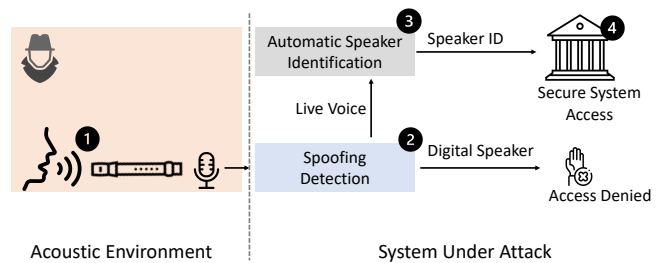 3
4
Automatic Speaker
Identification
Speaker ID
Secure System
Access
Live Voice
1
2
Spoofing
Detection
Digital Speaker
Access Denied
Acoustic Environment
System Under Attack